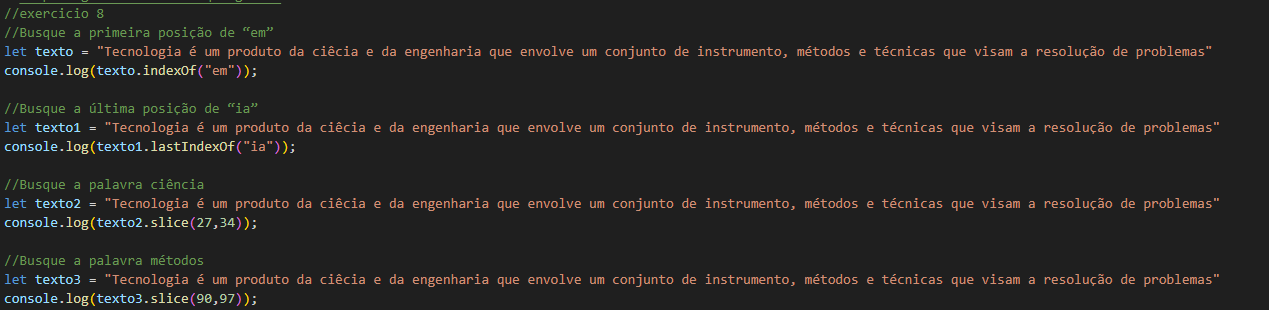 //exercicio 8
//Busque a primeira posição de “em”
let texto = "Tecnologia é um produto da ciêcia e da engenharia que envolve um conjunto de instrumento, métodos e técnicas que visam a resolução de problemas"
console.log(texto.indexOf("em"));
//Busque a última posição de “ia”
let texto1 = "Tecnologia é um produto da ciêcia e da engenharia que envolve um conjunto de instrumento, métodos e técnicas que visam a resolução de problemas"
console.log(texto1.lastIndexOf("ia"));
//Busque a palavra ciência
let texto2 = "Tecnologia é um produto da ciêcia e da engenharia que envolve um conjunto de instrumento, métodos e técnicas que visam a resolução de problemas"
console.log(texto2.slice(27,34));
//Busque a palavra métodos
let texto3 = "Tecnologia é um produto da ciêcia e da engenharia que envolve um conjunto de instrumento, métodos e técnicas que visam a resolução de problemas"
console.log(texto3.slice(90,97));